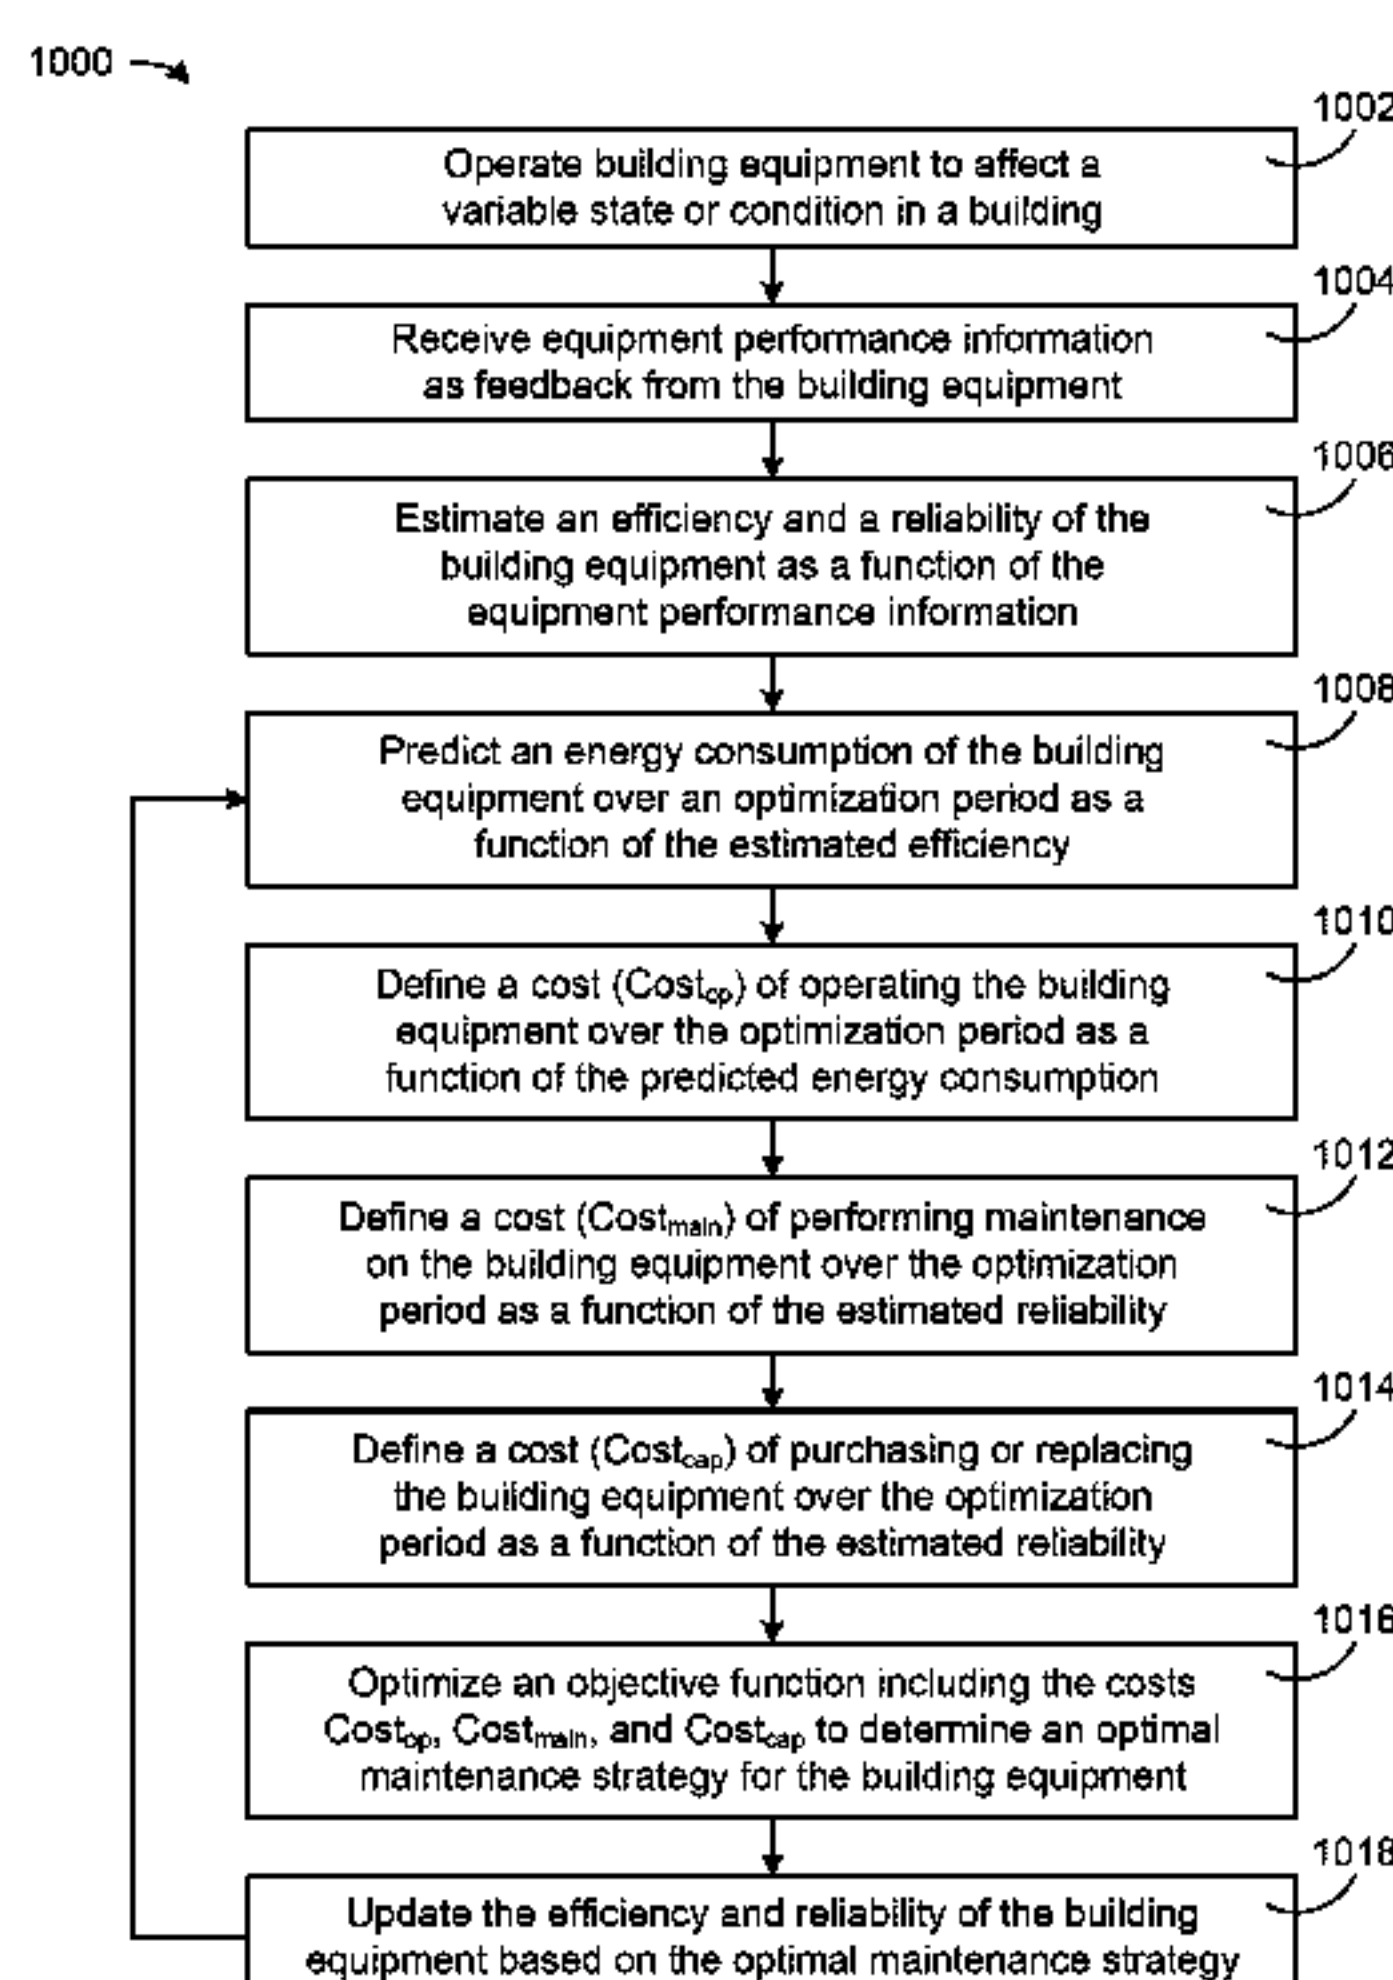 1000
1002
Operate building equipment to affect a
variable state or condition in a building
1004
Receive equipment performance information
as feedback from the building equipment
1006
Estimate an efficiency and a reliability of the
building equipment as a function of the
equipment performance information
1008
Predict an energy consumption of the building
equipment over an optimization period as a
function of the estimated efficiency
1010
Define a cost (Costop) of operating the building
equipment over the optimization period as a
function of the predicted energy consumption
1012
Define a cost (Costmain) of performing maintenance
on the building equipment over the optimization
period as a function of the estimated reliability
1014
Define a cost (Costcap) of purchasing or replacing
the building equipment over the optimization
period as a function of the estimated reliability
1016
Optimize an objective function including the costs
Costop, Costmain, and Costcap to determine an optimal
maintenance strategy for the building equipment
1018
Update the efficiency and reliability of the building
equipment based on the optimal maintenance strategy